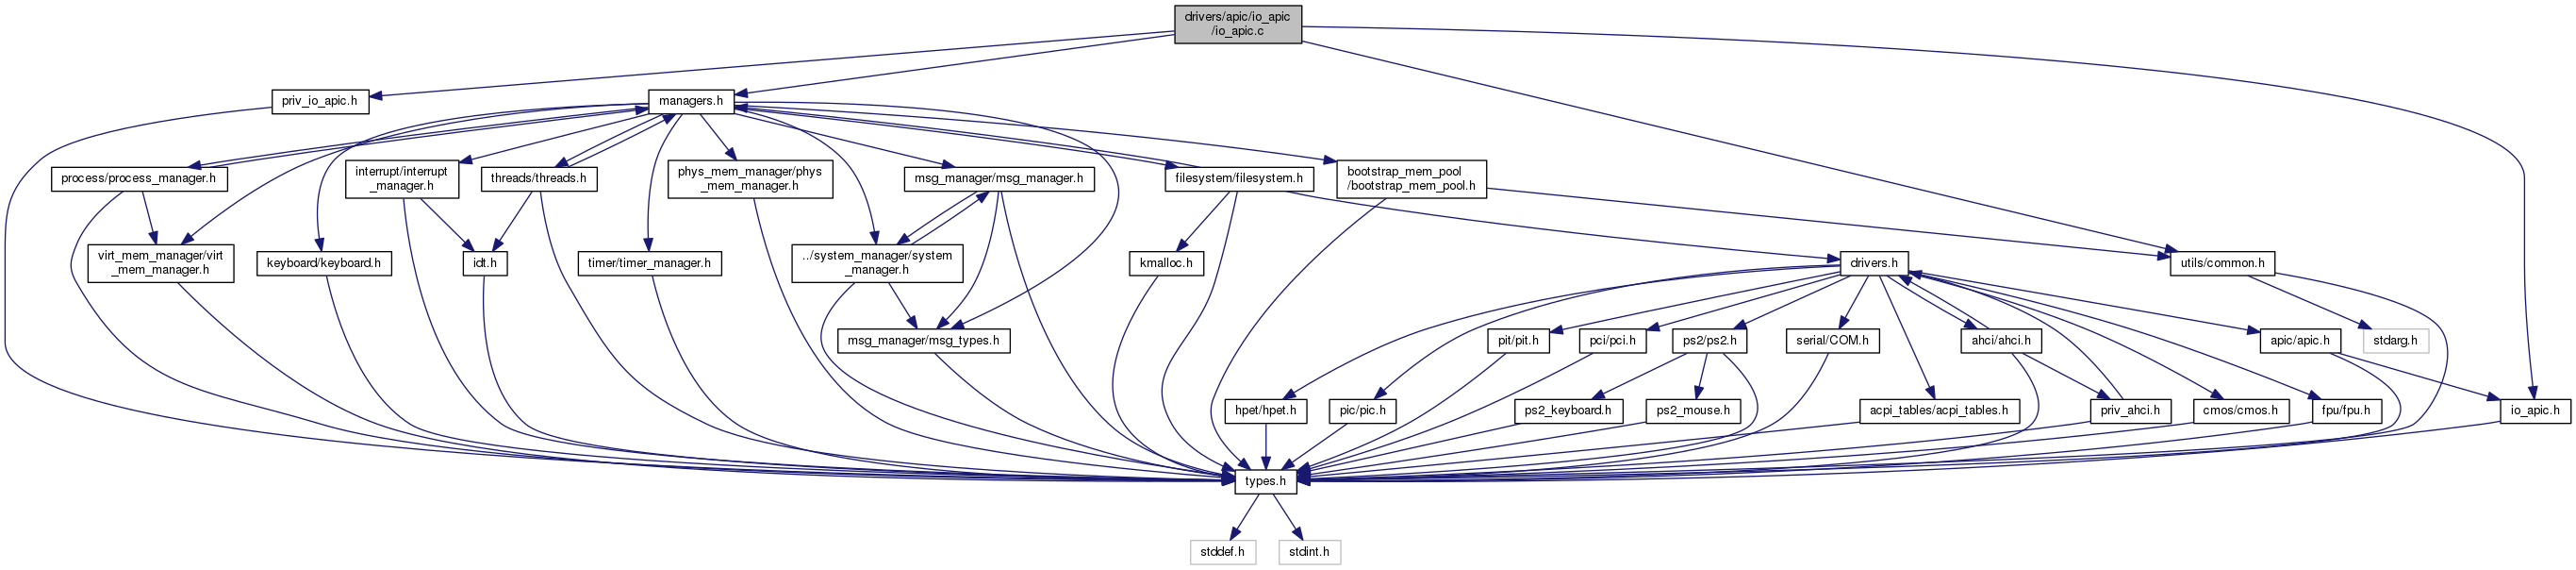 drivers/apic/io_apic
/io_apic.c
priv_io_apic.h
managers.h
process/process_manager.h
interrupt/interrupt
_manager.h
threads/threads.h
phys_mem_manager/phys
_mem_manager.h
msg_manager/msg_manager.h
filesystem/filesystem.h
bootstrap_mem_pool
/bootstrap_mem_pool.h
virt_mem_manager/virt
_mem_manager.h
keyboard/keyboard.h
idt.h
timer/timer_manager.h
../system_manager/system
_manager.h
kmalloc.h
drivers.h
utils/common.h
msg_manager/msg_types.h
pit/pit.h
pci/pci.h
ps2/ps2.h
serial/COM.h
ahci/ahci.h
apic/apic.h
stdarg.h
hpet/hpet.h
pic/pic.h
ps2_keyboard.h
ps2_mouse.h
acpi_tables/acpi_tables.h
priv_ahci.h
cmos/cmos.h
fpu/fpu.h
io_apic.h
types.h
stddef.h
stdint.h